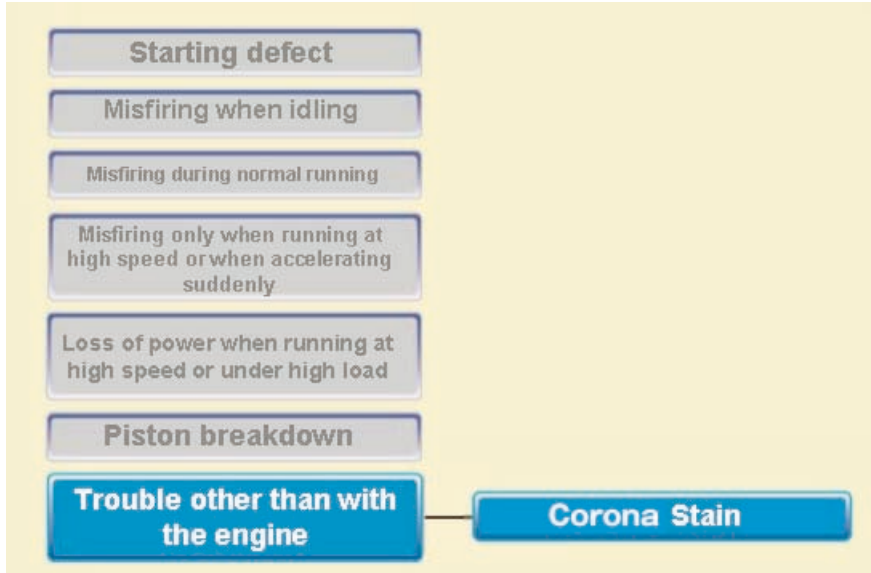 Starting defect
Misfiring when idling
Misfiring during normal running
Misfiring only when running at
high speed or when accelerating
suddenly
Loss of power when running at
high speed or under high load
Piston breakdown
Trouble other than with
the engine
Corona Stain